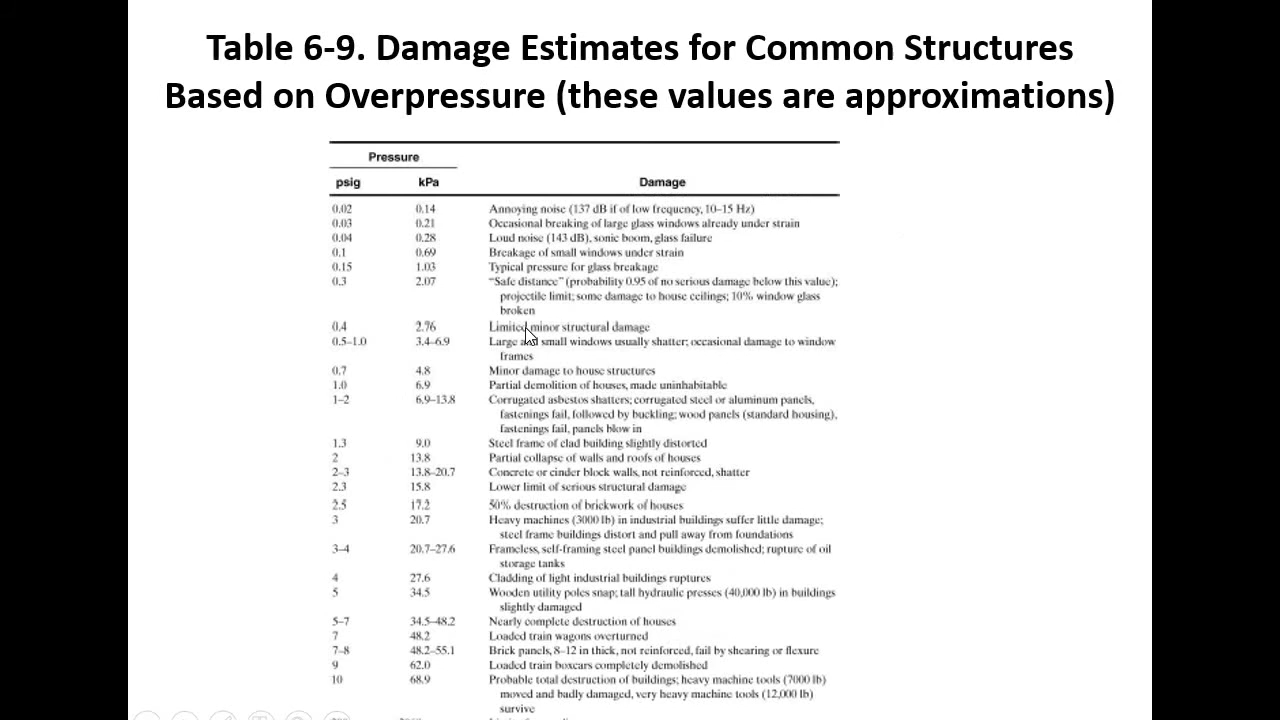 Table 6-9. Damage Estimates for Common Structures
Based on Overpressure (these values are approximations)
Pressure
psig kPa Damage
0.02 0.14 Annoying noise (137 dB if of low frequency, 10–15 Hz)
0.03 0.21 Occasional breaking of large glass windows already under strain
0.04 0.28 Loud noise (143 dB), sonic boom, glass failure
0.1 0.69 Breakage of small windows under strain
0.15 1.03 Typical pressure for glass breakage
0.3 2.07 “Safe distance” (probability 0.95 of no serious damage below this value);
projectile limit; some damage to house ceilings; 10% window glass
broken
0.4 2.76 Limited minor structural damage
0.5–1.0 3.4–6.9 Large and small windows usually shatter; occasional damage to window
frames
0.7 4.8 Minor damage to house structures
1.0 6.9 Partial demolition of houses, made uninhabitable
1–2 6.9–13.8 Corrugated asbestos shatters; corrugated steel or aluminum panels,
fastenings fail, followed by buckling; wood panels (standard housing),
fastenings fail, panels blow in
1.3 9.0 Steel frame of clad building slightly distorted
2 13.8 Partial collapse of walls and roofs of houses
2–3 13.8–20.7 Concrete or cinder block walls, not reinforced, shatter
2.3 15.8 Lower limit of serious structural damage
2.5 17.2 50% destruction of brickwork of houses
3 20.7 Heavy machines (3000 lb) in industrial buildings suffer little damage;
steel frame buildings distort and pull away from foundations
3–4 20.7–27.6 Frameless, self-framing steel panel buildings demolished; rupture of oil
storage tanks
4 27.6 Cladding of light industrial buildings ruptures
5 34.5 Wooden utility poles snap; tall hydraulic presses (40,000 lb) in buildings
slightly damaged
5–7 34.5–48.2 Nearly complete destruction of houses
7 48.2 Loaded train wagons overturned
7–8 48.2–55.1 Brick panels, 8–12 in thick, not reinforced, fail by shearing or flexure
9 62.0 Loaded train boxcars completely demolished
10 68.9 Probable total destruction of buildings; heavy machine tools (7000 lb)
moved and badly damaged, very heavy machine tools (12,000 lb)
survive